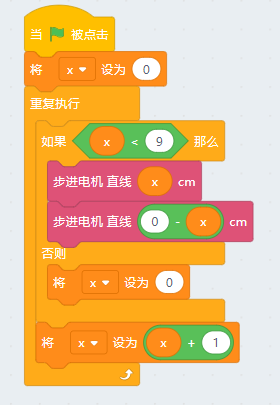 当 被点击
将 x 设为 0
重复执行
如果 x < 9 那么
步进电机 直线 x cm
步进电机 直线 0 - x cm
否则
将 x 设为 0
将 x 设为 x + 1